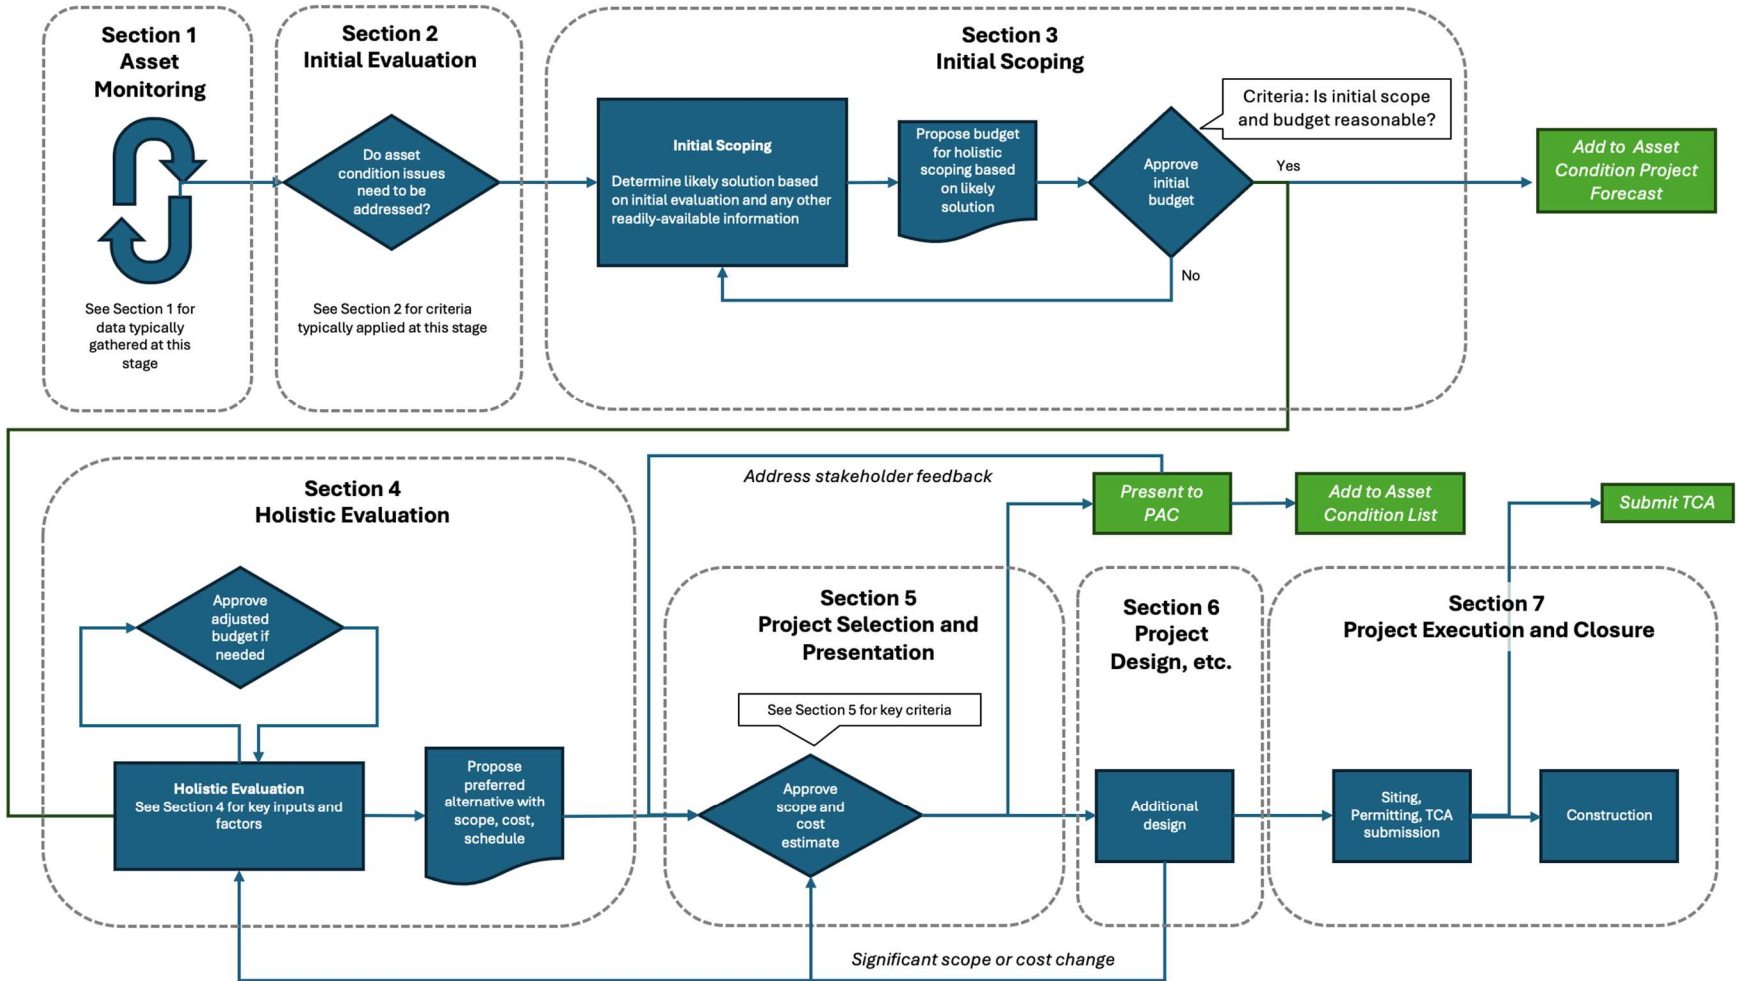 Section 1
Asset
Monitoring
See Section 1 for
data typically
gathered at this
stage
Section 2
Initial Evaluation
Do asset
condition issues
need to be
addressed?
See Section 2 for criteria
typically applied at this stage
Section 3
Initial Scoping
Initial Scoping
Determine likely solution based
on initial evaluation and any other
readily-available information
Propose budget
for holistic
scoping based
on likely
solution
Approve
initial
budget
Criteria: Is initial scope
and budget reasonable?
Yes
No
Add to Asset
Condition Project
Forecast
Section 4
Holistic Evaluation
Approve
adjusted
budget if
needed
Holistic Evaluation
See Section 4 for key inputs and
factors
Propose
preferred
alternative with
scope, cost,
schedule
Address stakeholder feedback
Present to
PAC
Add to Asset
Condition List
Submit TCA
Section 5
Project Selection and
Presentation
See Section 5 for key criteria
Approve
scope and
cost
estimate
Section 6
Project
Design, etc.
Additional
design
Section 7
Project Execution and Closure
Siting,
Permitting, TCA
submission
Construction
Significant scope or cost change